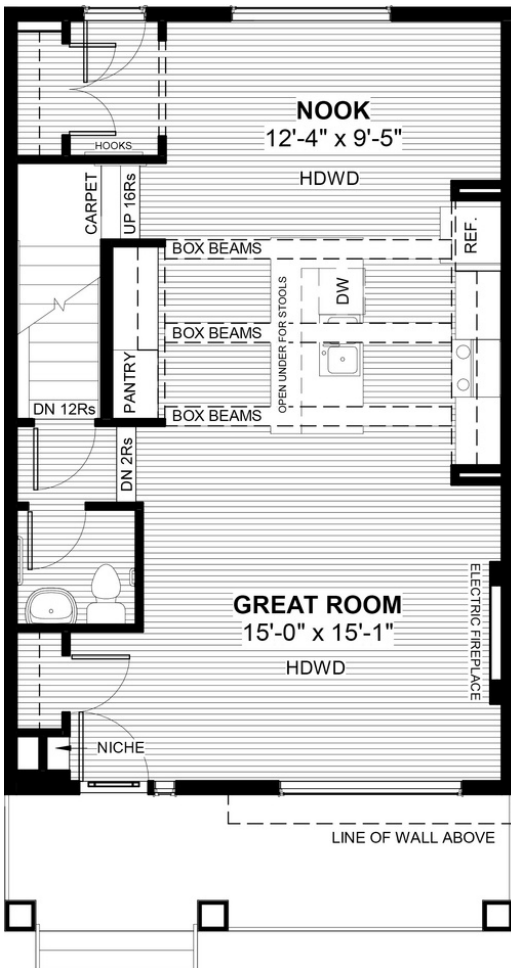 NOOK
12'-4" x 9'-5"
HDWD
HOOKS
CARPET
UP 16Rs
REF.
BOX BEAMS
DW
OPEN UNDER FOR STOOLS
BOX BEAMS
PANTRY
DN 12Rs
BOX BEAMS
DN 2Rs
ELECTRIC FIREPLACE
GREAT ROOM
15'-0" x 15'-1"
HDWD
NICHE
LINE OF WALL ABOVE